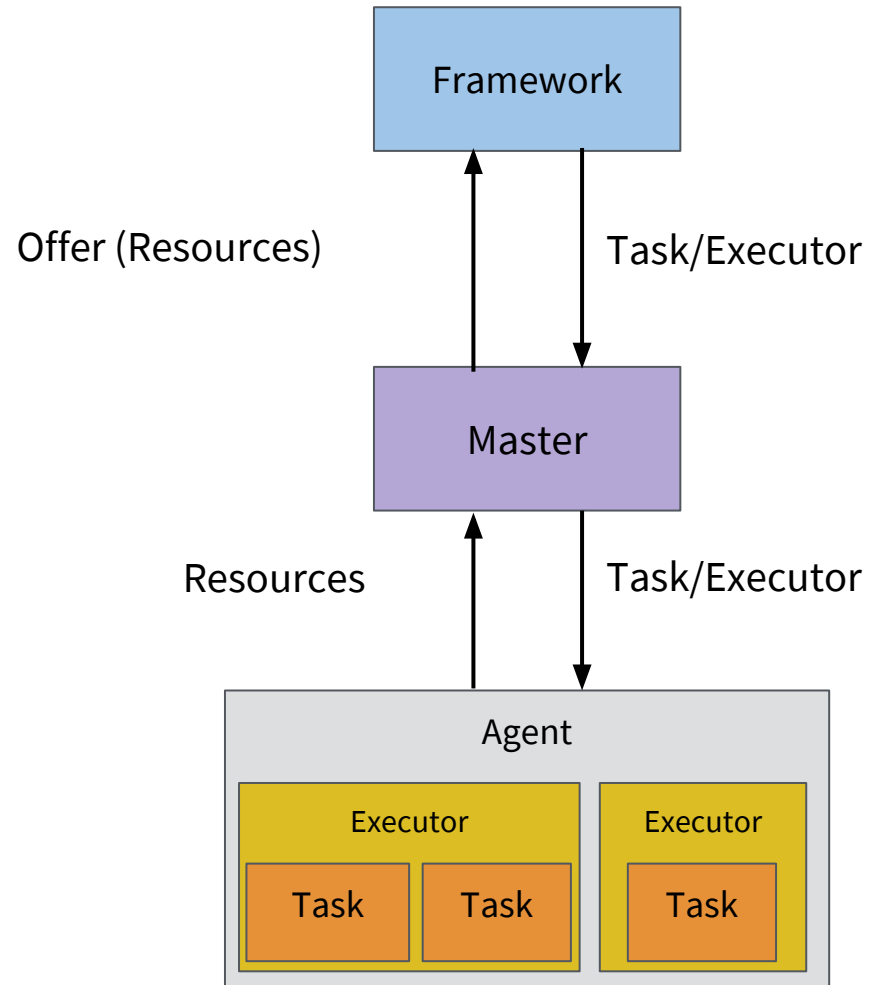 Framework
Offer (Resources)
Task/Executor
Master
Resources
Task/Executor
Agent
Executor
Executor
Task
Task
Task